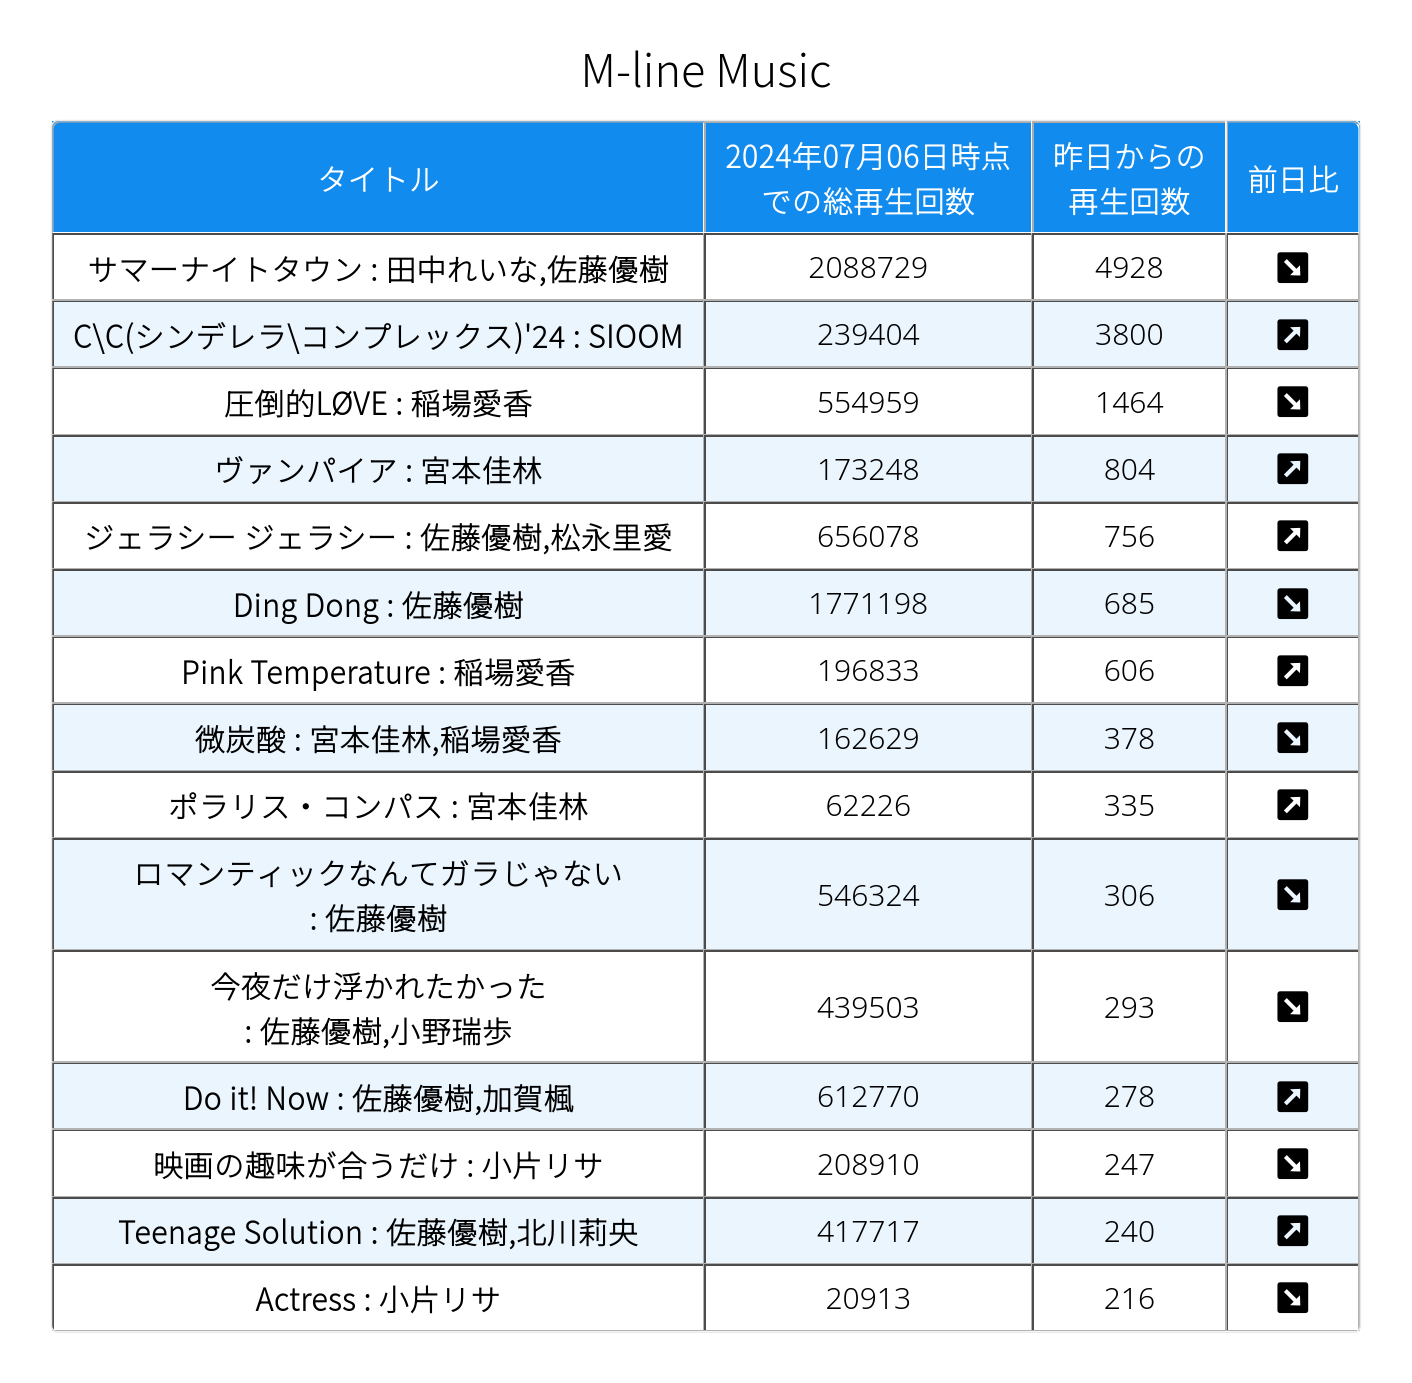 M-line Music
タイトル
2024年07月06日時点
での総再生回数
昨日からの
再生回数
前日比
サマーナイトタウン : 田中れいな,佐藤優樹 2088729 4928
C\C(シンデレラ\コンプレックス)'24 : SIOOM 239404 3800
圧倒的LØVE : 稲場愛香 554959 1464
ヴァンパイア : 宮本佳林 173248 804
ジェラシー ジェラシー : 佐藤優樹,松永里愛 656078 756
Ding Dong : 佐藤優樹 1771198 685
Pink Temperature : 稲場愛香 196833 606
微炭酸 : 宮本佳林,稲場愛香 162629 378
ポラリス・コンパス : 宮本佳林 62226 335
ロマンティックなんてガラじゃない
: 佐藤優樹 546324 306
今夜だけ浮かれたかった
: 佐藤優樹,小野瑞歩 439503 293
Do it! Now : 佐藤優樹,加賀楓 612770 278
映画の趣味が合うだけ : 小片リサ 208910 247
Teenage Solution : 佐藤優樹,北川莉央 417717 240
Actress : 小片リサ 20913 216